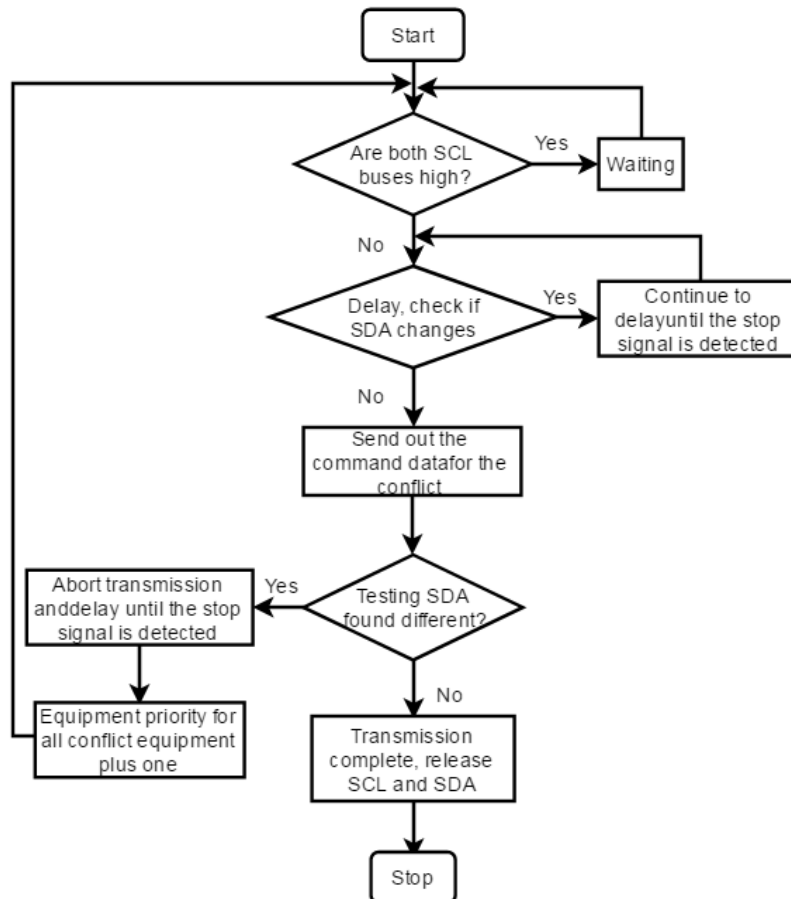 Start
Are both SCL
buses high?
Yes
Waiting
No
Delay, check if
SDA changes
Yes
Continue to
delayuntil the stop
signal is detected
No
Send out the
command datafor the
conflict
Testing SDA
found different?
Yes
Abort transmission
anddelay until the stop
signal is detected
Equipment priority for
all conflict equipment
plus one
No
Transmission
complete, release
SCL and SDA
Stop